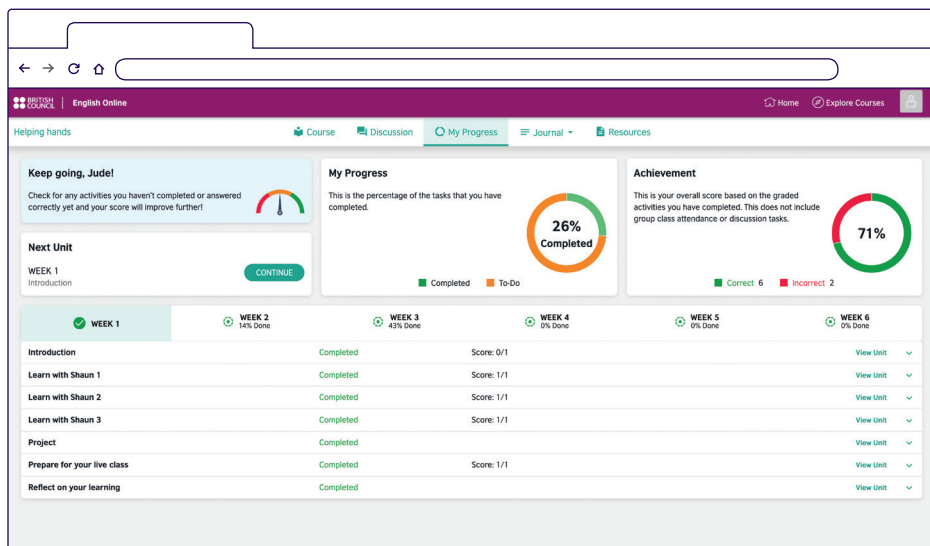 BRITISH
COUNCIL
English Online
Home
Explore Courses
Helping hands
Course
Discussion
My Progress
Journal
Resources
Keep going, Jude!
Check for any activities you haven't completed or answered
correctly yet and your score will improve further!
Next Unit
WEEK 1
Introduction
CONTINUE
My Progress
This is the percentage of the tasks that you have
completed.
26%
Completed
Completed
To-Do
Achievement
This is your overall score based on the graded
activities you have completed. This does not include
group class attendance or discussion tasks.
71%
Correct 6
Incorrect 2
WEEK 1
WEEK 2
14% Done
WEEK 3
43% Done
WEEK 4
0% Done
WEEK 5
0% Done
WEEK 6
0% Done
Introduction Completed Score: 0/1 View Unit
Learn with Shaun 1 Completed Score: 1/1 View Unit
Learn with Shaun 2 Completed Score: 1/1 View Unit
Learn with Shaun 3 Completed Score: 1/1 View Unit
Project Completed View Unit
Prepare for your live class Completed Score: 1/1 View Unit
Reflect on your learning Completed View Unit